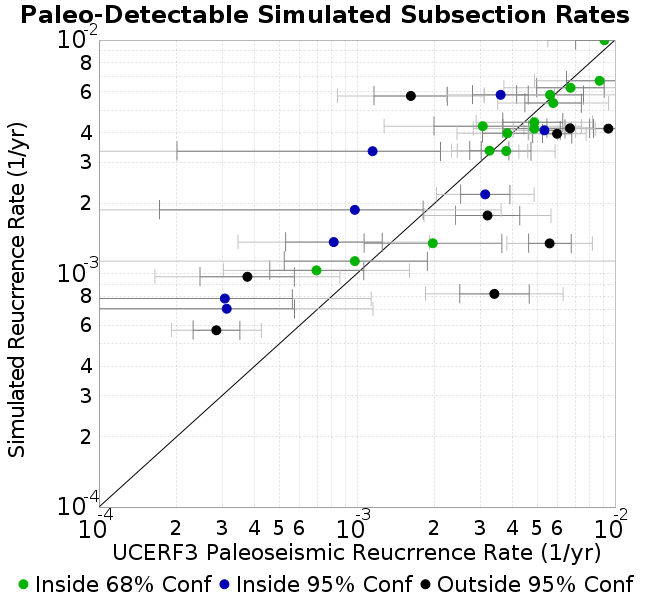 Paleo-Detectable Simulated Subsection Rates
10-2
8
6
4
3
2
10-3
8
6
4
3
2
10-4
Simulated Reucrrence Rate (1/yr)
10-4 2 3 4 5 6 10-3 2 3 4 5 6 10-2
UCERF3 Paleoseismic Reucrrence Rate (1/yr)
Inside 68% Conf Inside 95% Conf Outside 95% Conf